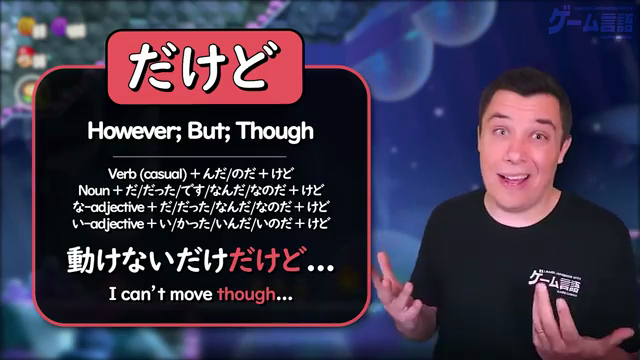 ゲーム言語
だけど
However; But; Though
Verb (casual) + んだ/のだ + けど
Noun + だ/だった/です/なんだ/なのだ + けど
な-adjective + だ/だった/なんだ/なのだ + けど
い-adjective + い/かった/いんだ/いのだ + けど
動けないだけだけど...
I can't move though...
ゲーム言語